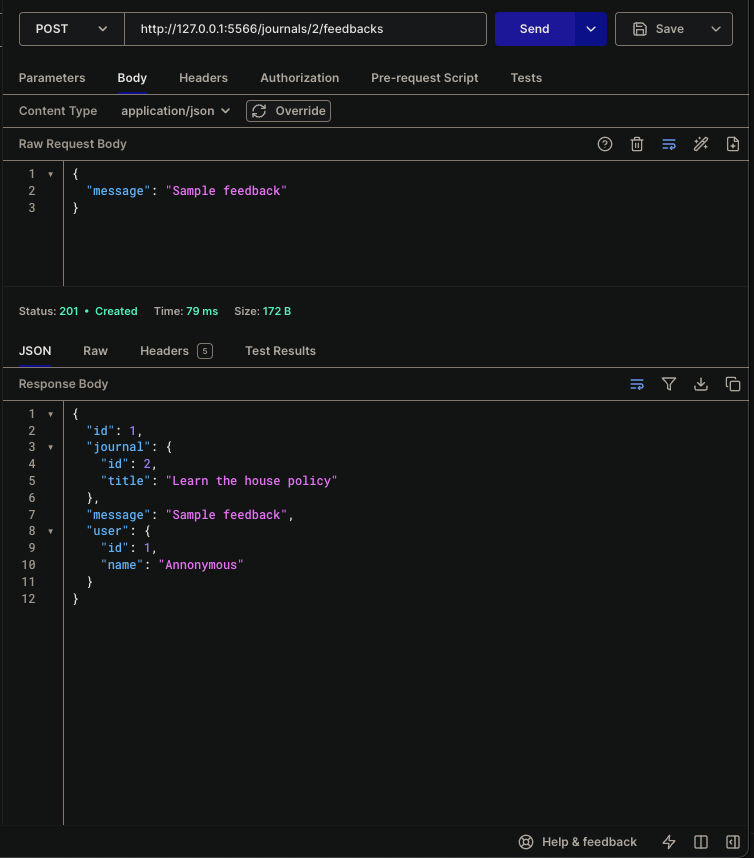 POST http://127.0.0.1:5566/journals/2/feedbacks Send Save
Parameters Body Headers Authorization Pre-request Script Tests
Content Type application/json Override
Raw Request Body
1 {
2 "message": "Sample feedback"
3 }
Status: 201 • Created Time: 79 ms Size: 172 B
JSON Raw Headers 5 Test Results
Response Body
1 {
2 "id": 1,
3 "journal": {
4 "id": 2,
5 "title": "Learn the house policy"
6 },
7 "message": "Sample feedback",
8 "user": {
9 "id": 1,
10 "name": "Annonymous"
11 }
12 }
Help & feedback